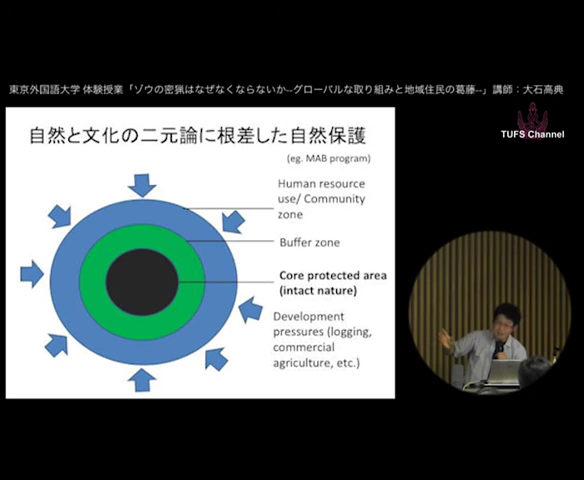 東京外国語大学 体験授業「ゾウの密猟はなぜなくならないか--グローバルな取り組みと地域住民の葛藤--」講師：大石高典
TUFS Channel
自然と文化の二元論に根差した自然保護
(eg. MAB program)
Human resource
use/ Community
zone
Buffer zone
Core protected area
(intact nature)
Development
pressures (logging,
commercial
agriculture, etc.)